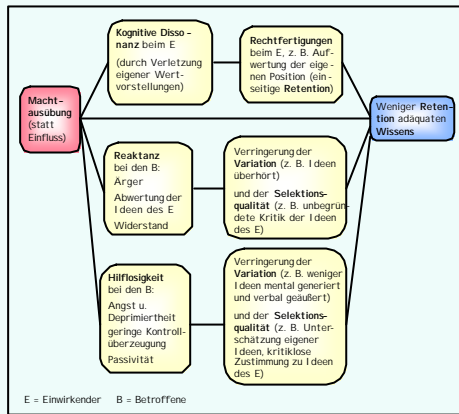 Kognitive Disso-
nanz beim E
(durch Verletzung
eigener Wert-
vorstellungen)
Rechtfertigungen
beim E, z. B. Auf-
wertung der eige-
nen Position (ein-
seitige Retention)
Macht-
ausübung
(statt
Einfluss)
Weniger Reten-
tion adäquaten
Wissens
Reaktanz
bei den B:
Ärger
Abwertung der
Ideen des E
Widerstand
Verringerung der
Variation (z. B. Ideen
überhört)
und der Selektions-
qualität (z. B. unbegrün-
dete Kritik der Ideen
des E)
Hilflosigkeit
bei den B:
Angst u.
Deprimiertheit
geringe Kontroll-
überzeugung
Passivität
Verringerung der
Variation (z. B. weniger
Ideen mental generiert
und verbal geäußert)
und der Selektions-
qualität (z. B. Unter-
schätzung eigener
Ideen, kritiklose
Zustimmung zu Ideen
des E)
E = Einwirkender B = Betroffene